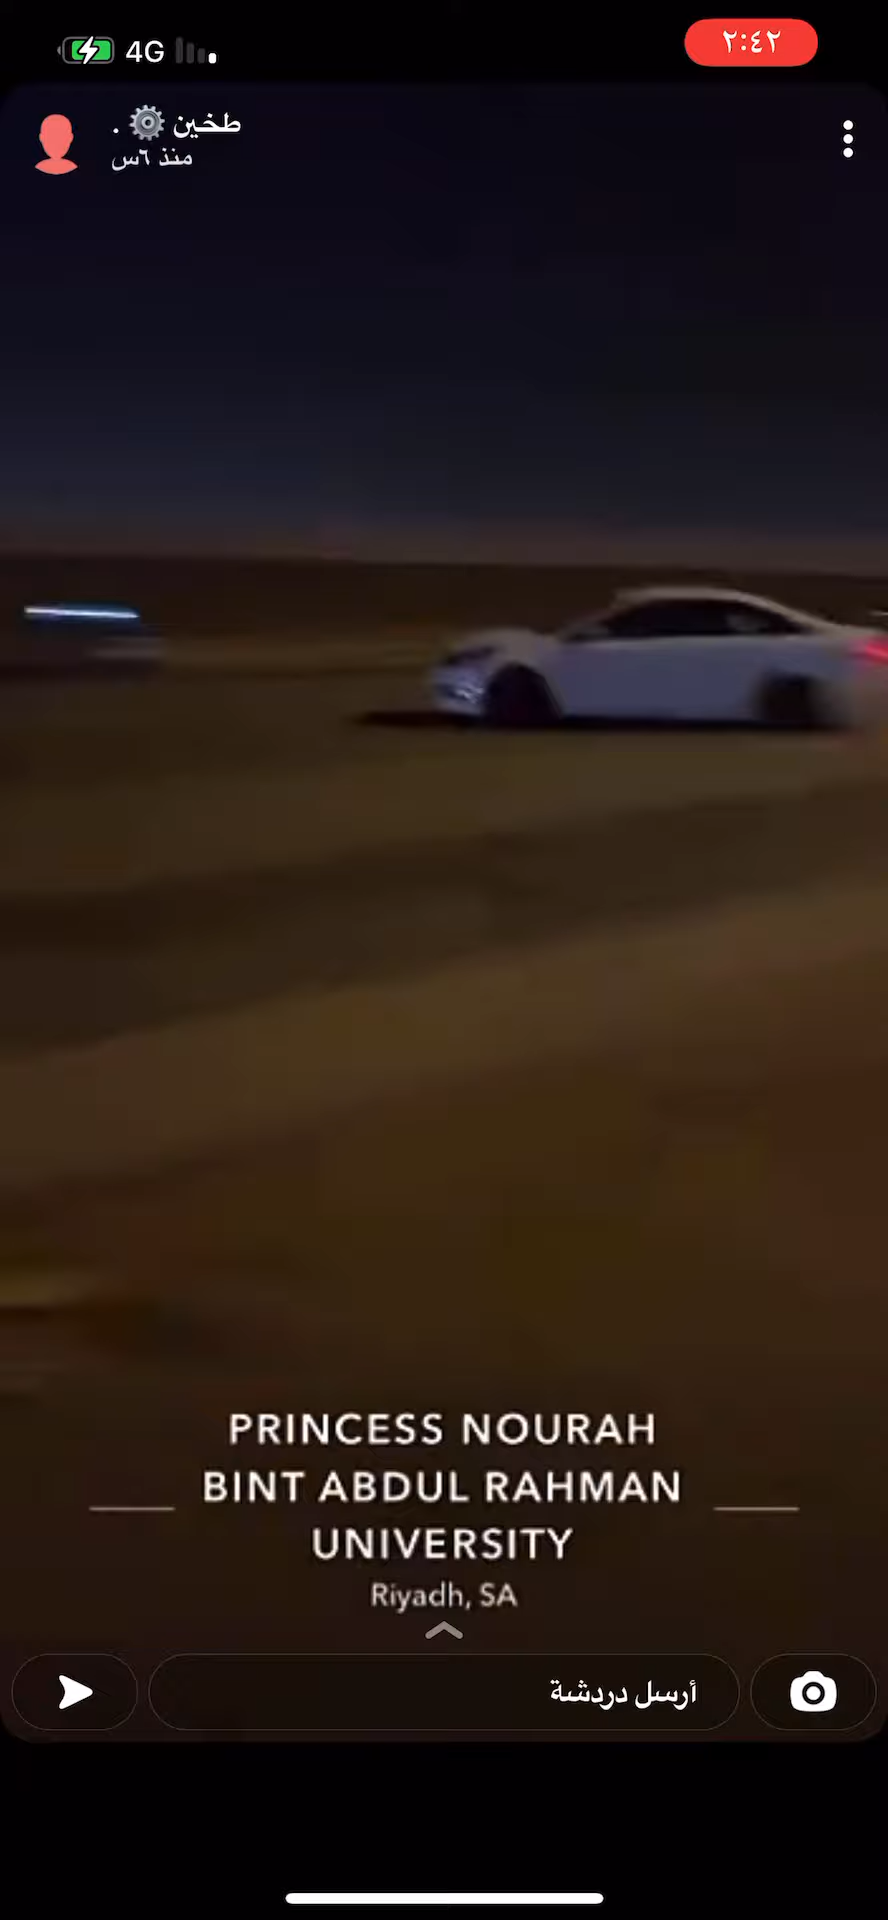 4G
٢:٤٢
طخين ⚙️ .
منذ ٦س
PRINCESS NOURAH
BINT ABDUL RAHMAN
UNIVERSITY
Riyadh, SA
أرسل دردشة